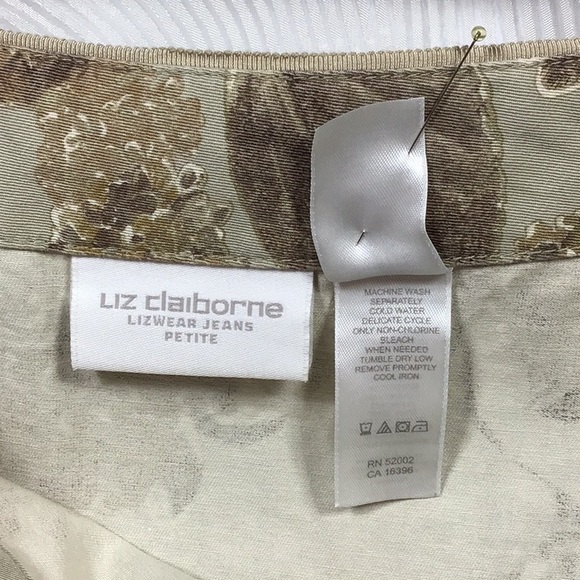 LIZ claiborne
LIZWEAR JEANS
PETITE
MACHINE WASH
SEPARATELY
COLD WATER
DELICATE CYCLE
ONLY NON-CHLORINE
BLEACH
WHEN NEEDED
TUMBLE DRY LOW
REMOVE PROMPTLY
COOL IRON
RN 52002
CA 16396